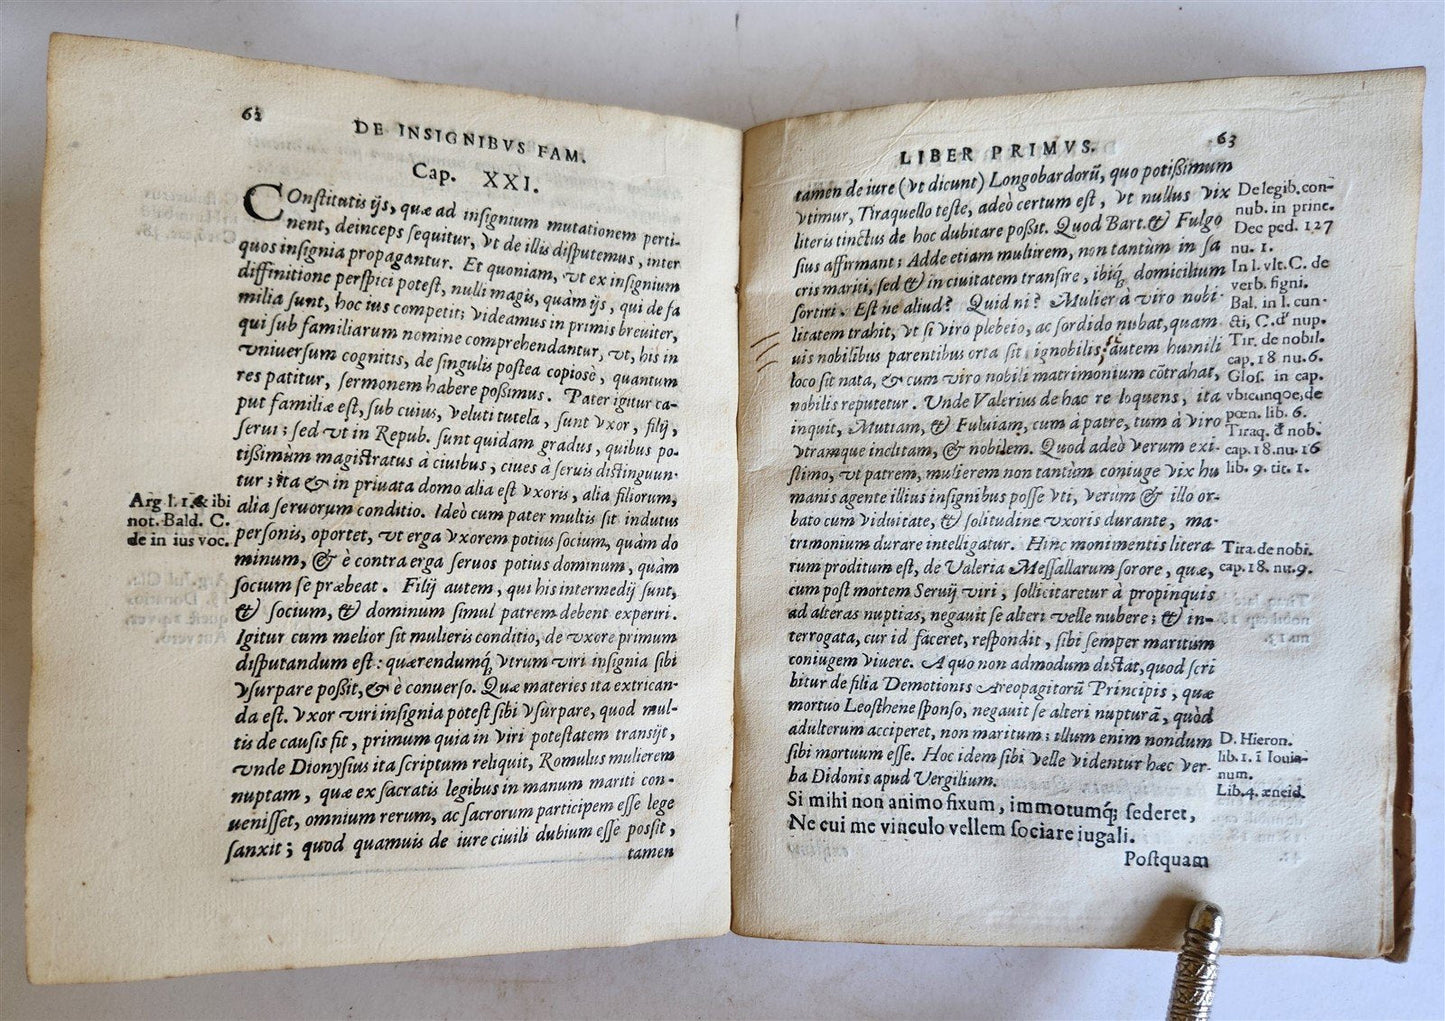 62
DE INSIGNIBVS FAM.
Cap. XXI.
COnſtitutis ijs, quæ ad inſignium mutationem perti-
nent, deinceps ſequitur, vt de illis diſputemus, inter
quos inſignia propagantur. Et quoniam, vt ex inſignium
diffinitione perſpici poteſt, nulli magis, quàm ijs, qui de fa
milia ſunt, hoc ius competit; videamus in primis breuiter,
qui ſub familiarum nomine comprehendantur, vt, his in
vniuerſum cognitis, de ſingulis poſtea copioſè, quantum
res patitur, ſermonem habere poßimus. Pater igitur ca-
put familiæ eſt, ſub cuius, veluti tutela, ſunt vxor, filij,
ſerui; ſed vt in Repub. ſunt quidam gradus, quibus po-
tißimùm magiſtratus à ciuibus, ciues à ſeruis diſtinguun-
tur; ita & in priuata domo alia est vxoris, alia filiorum,
alia ſeruorum conditio. Ideò cum pater multis ſit indutus
perſonis, oportet, vt erga vxorem potius ſocium, quàm do
minum, & è contra erga ſeruos potius dominum, quàm
ſocium ſe præbeat. Filij autem, qui his intermedij ſunt,
& ſocium, & dominum ſimul patrem debent experiri.
Igitur cum melior ſit mulieris conditio, de vxore primum
diſputandum est: quærendumq́; vtrum viri inſignia ſibi
vſurpare poßit, & è conuerſo. Quæ materies ita extrican-
da est. Vxor viri inſignia poteſt ſibi vſurpare, quod mul-
tis de cauſis fit, primum quia in viri poteſtatem tranſijt,
vnde Dionyſius ita ſcriptum reliquit, Romulus mulierem
nuptam, quæ ex ſacratis legibus in manum mariti con-
ueniſſet, omnium rerum, ac ſacrorum participem eſſe lege
ſanxit; quod quamuis de iure ciuili dubium eſſe poſſit,
tamen
Arg l. 1. & ibi
not. Bald. C.
de in ius voc.
LIBER PRIMVS.
63
tamen de iure (vt dicunt) Longobardorũ, quo potißimum
vtimur, Tiraquello teſte, adeò certum eſt, vt nullus vix
literis tinctus de hoc dubitare poßit. Quod Bart. & Fulgo
ſius affirmant; Adde etiam mulirem, non tantùm in ſa
cris mariti, ſed & in ciuitatem tranſire, ibiq́; domicilium
ſortiri. Est ne aliud? Quid ni? Mulier à viro nobi-
litatem trahit, vt ſi viro plebeio, ac ſordido nubat, quam
uis nobilibus parentibus orta ſit ignobilis; autem humili
loco ſit nata, & cum viro nobili matrimonium cõtrahat,
nobilis reputetur. Vnde Valerius de hac re loquens, ita
inquit, Mutiam, & Fuluiam, cum à patre, tum à viro
vtramque inclitam, & nobilem. Quod adeò verum exi-
ſtimo, vt patrem, mulierem non tantùm coniuge vix hu
manis agente illius inſignibus poſſe vti, verùm & illo or-
bato cum viduitate, & ſolitudine vxoris durante, ma-
trimonium durare intelligatur. Hinc monimentis litera-
rum proditum eſt, de Valeria Meſſallarum ſorore, quæ,
cum post mortem Seruij viri, ſollicitaretur à propinquis
ad alteras nuptias, negauit ſe alteri velle nubere; & in-
terrogata, cur id faceret, reſpondit, ſibi ſemper maritum
coniugem viuere. A quo non admodum diſtat, quod ſcri
bitur de filia Demotionis Areopagitorũ Principis, quæ
mortuo Leoſthene ſponſo, negauit ſe alteri nupturã, quòd
adulterum acciperet, non maritum; illum enim nondum
ſibi mortuum eſſe. Hoc idem ſibi velle videntur hæc ver-
ba Didonis apud Vergilium.
Si mihi non animo fixum, immotumq́; ſederet,
Ne cui me vinculo vellem ſociare iugali.
Poſtquam
De legib. con-
nub. in princ.
Dec ped. 127
nu. 1.
In l. vlt. C. de
verb. ſigni.
Bal. in l. cun-
cti, C. d' nup.
Tir. de nobil.
cap. 18 nu. 6.
Gloſ. in cap.
vbicunque, de
pœn. lib. 6.
Tiraq. d' nob.
cap. 18. nu. 16
lib. 9. tit. 1.
Tira. de nobi.
cap. 18. nu. 9.
D. Hieron.
lib. 1. i Iouia-
num.
Lib. 4. æneid.